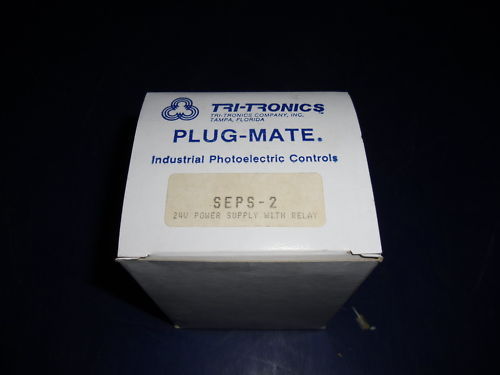 TRI-TRONICS
TRI-TRONICS COMPANY, INC.
TAMPA, FLORIDA
PLUG-MATE®
Industrial Photoelectric Controls
SEPS-2
24V POWER SUPPLY WITH RELAY